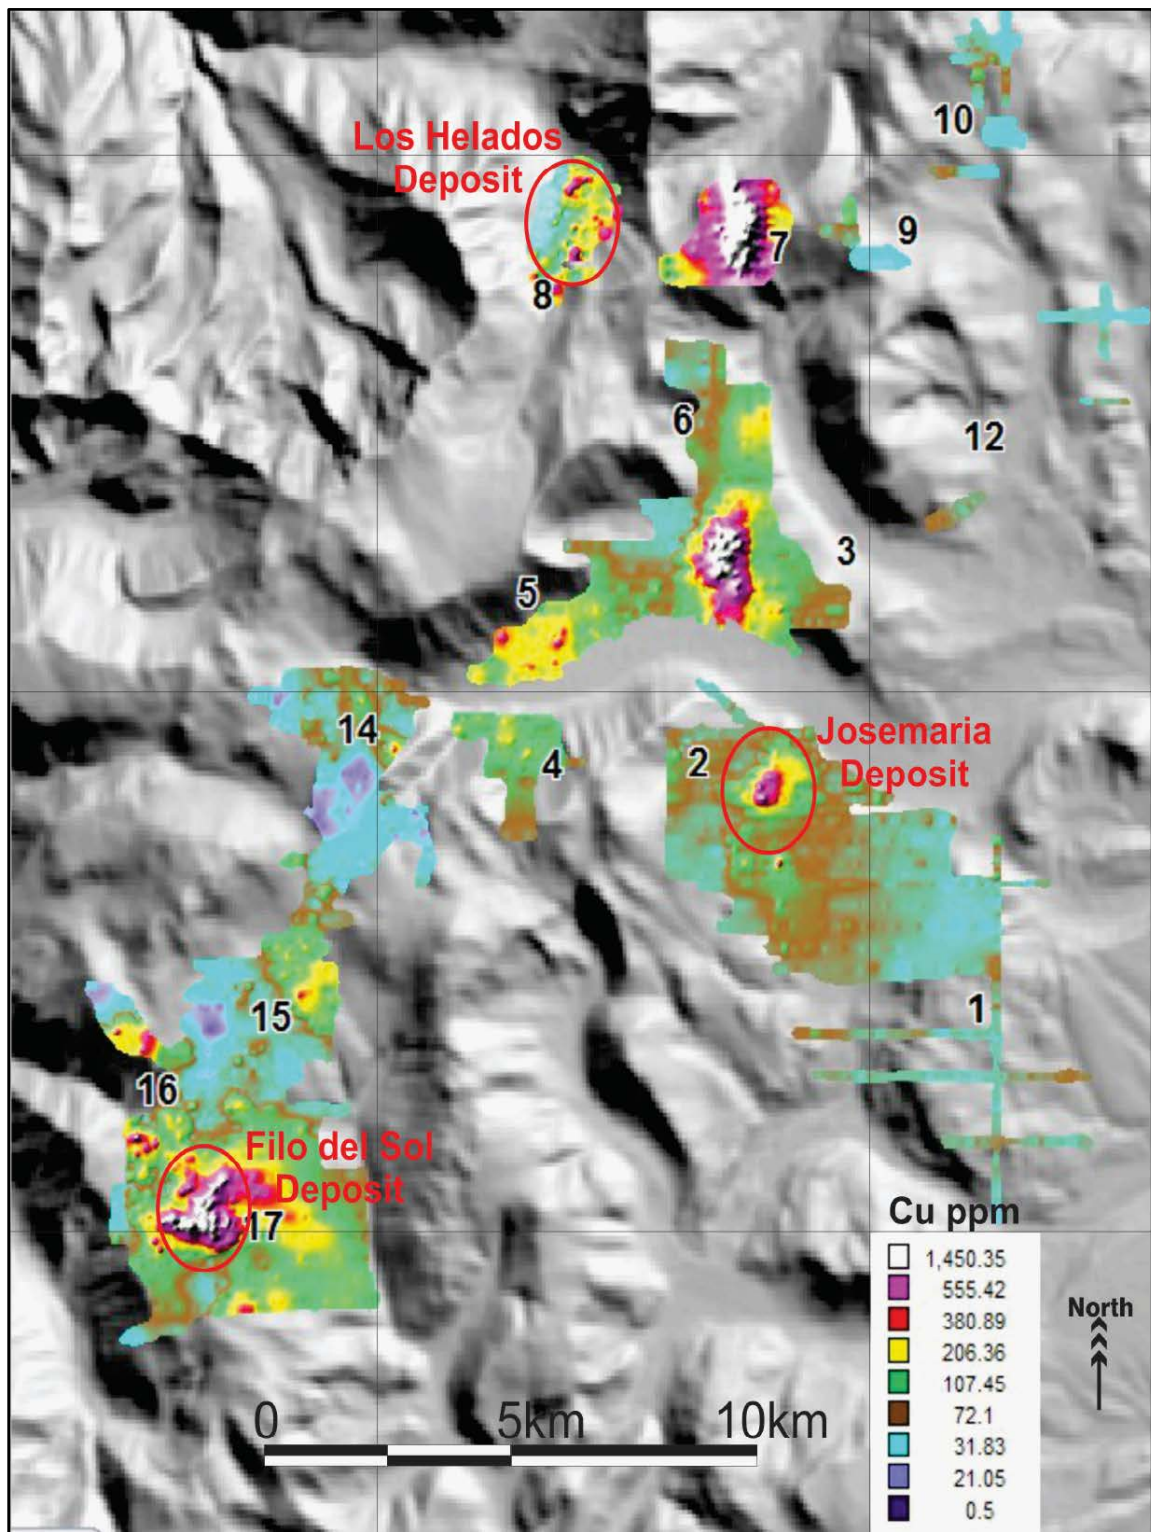 10
Los Helados
Deposit
9
7
8
6
12
3
5
14
2
Josemaria
Deposit
4
1
15
16
Filo del Sol
Deposit
17
Cu ppm
1,450.35
555.42
380.89
206.36
107.45
72.1
31.83
21.05
0.5
North
0 5km 10km